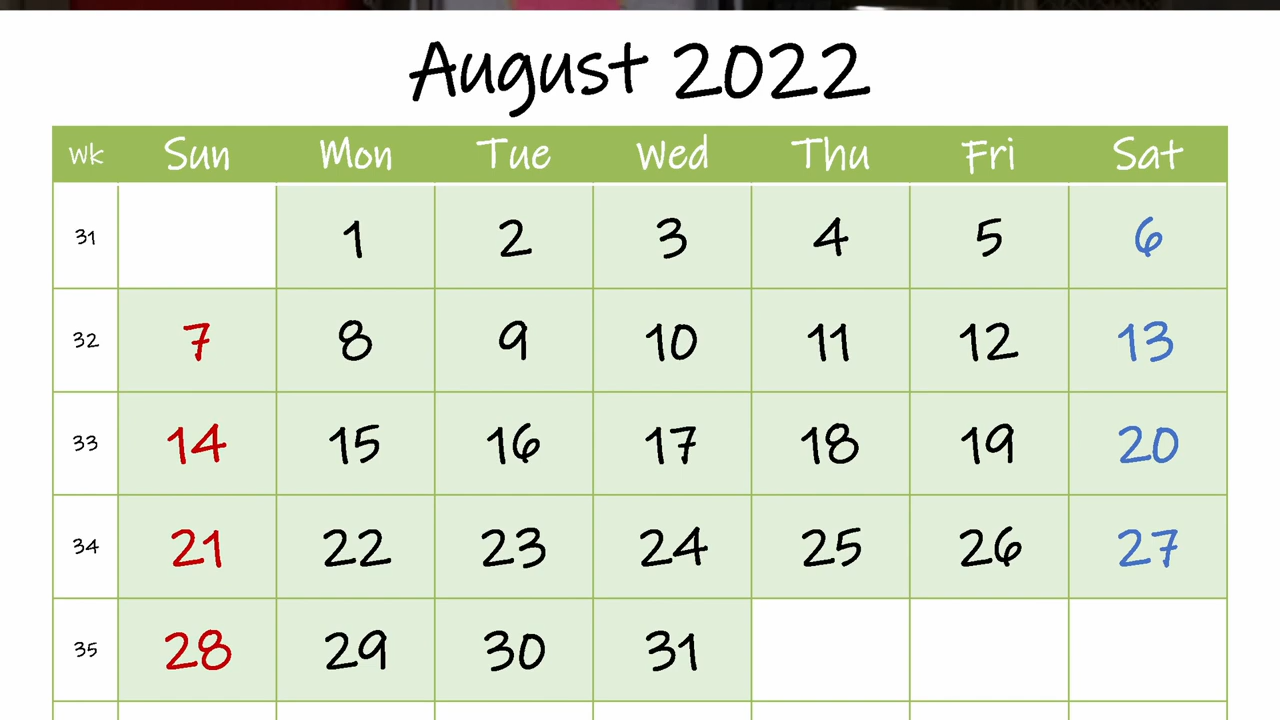 August 2022
Wk Sun Mon Tue Wed Thu Fri Sat
31 1 2 3 4 5 6
32 7 8 9 10 11 12 13
33 14 15 16 17 18 19 20
34 21 22 23 24 25 26 27
35 28 29 30 31